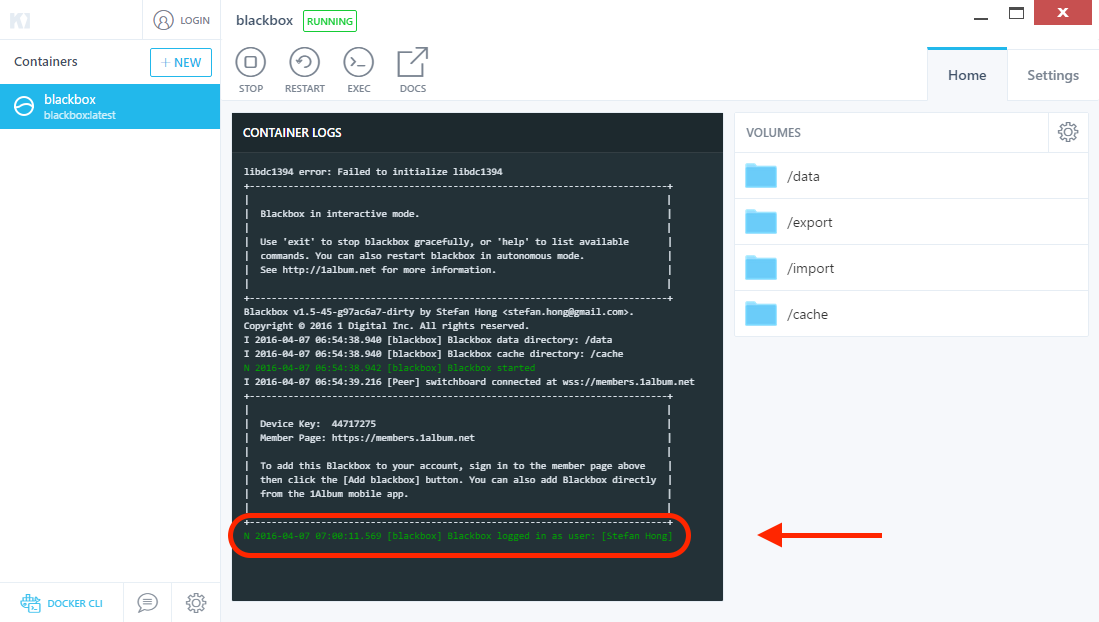 LOGIN
blackbox RUNNING
Containers
+ NEW
blackbox
blackbox:latest
STOP RESTART EXEC DOCS
Home Settings
CONTAINER LOGS
libdc1394 error: Failed to initialize libdc1394
Blackbox in interactive mode.
Use 'exit' to stop blackbox gracefully, or 'help' to list available
commands. You can also restart blackbox in autonomous mode.
See http://1album.net for more information.
Blackbox v1.5-45-g97ac6a7-dirty by Stefan Hong <stefan.hong@gmail.com>.
Copyright © 2016 1 Digital Inc. All rights reserved.
I 2016-04-07 06:54:38.940 [blackbox] Blackbox data directory: /data
I 2016-04-07 06:54:38.940 [blackbox] Blackbox cache directory: /cache
N 2016-04-07 06:54:38.942 [blackbox] Blackbox started
I 2016-04-07 06:54:39.216 [Peer] switchboard connected at wss://members.1album.net
Device Key: 44717275
Member Page: https://members.1album.net
To add this Blackbox to your account, sign in to the member page above
then click the [Add blackbox] button. You can also add Blackbox directly
from the 1Album mobile app.
N 2016-04-07 07:00:11.569 [blackbox] Blackbox logged in as user: [Stefan Hong]
VOLUMES
/data
/export
/import
/cache
DOCKER CLI